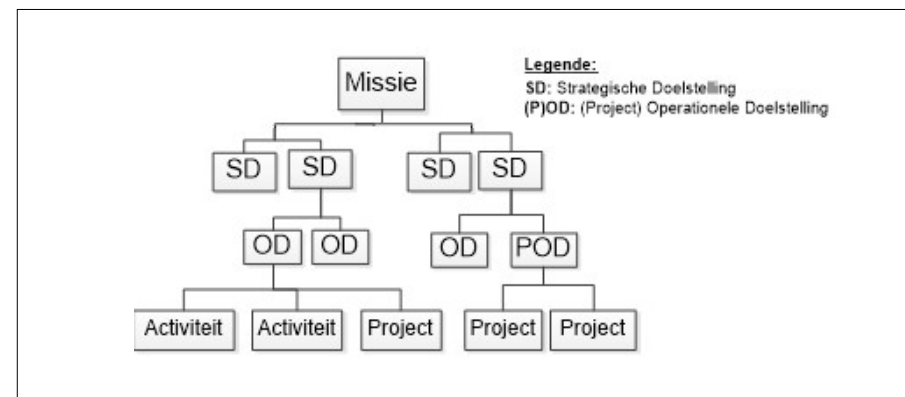 Missie
Legende:
SD: Strategische Doelstelling
(P)OD: (Project) Operationele Doelstelling
SD SD SD SD
OD OD OD POD
Activiteit Activiteit Project Project Project